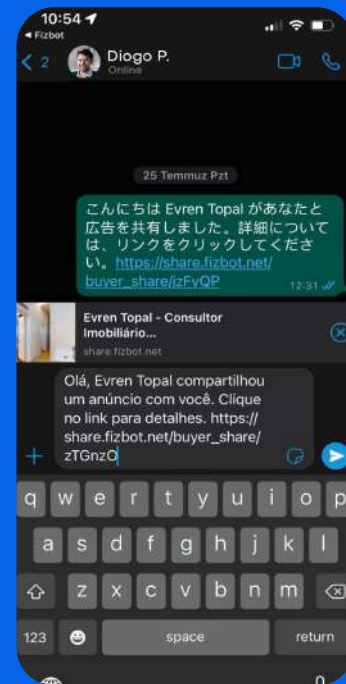 10:54
Fizbot
2
Diogo P.
Online
25 Temmuz Pzt
こんにちは Evren Topal があなたと
広告を共有しました。詳細について
は、リンクをクリックしてくださ
い。https://share.fizbot.net/
buyer_share/izFyQP
12:31
Evren Topal - Consultor
Imobiliário...
share.fizbot.net
Olá, Evren Topal compartilhou
um anúncio com você. Clique
no link para detalhes. https://
share.fizbot.net/buyer_share/
zTGnzQ
q w e r t y u i o p
a s d f g h j k l
z x c v b n m
123 space return